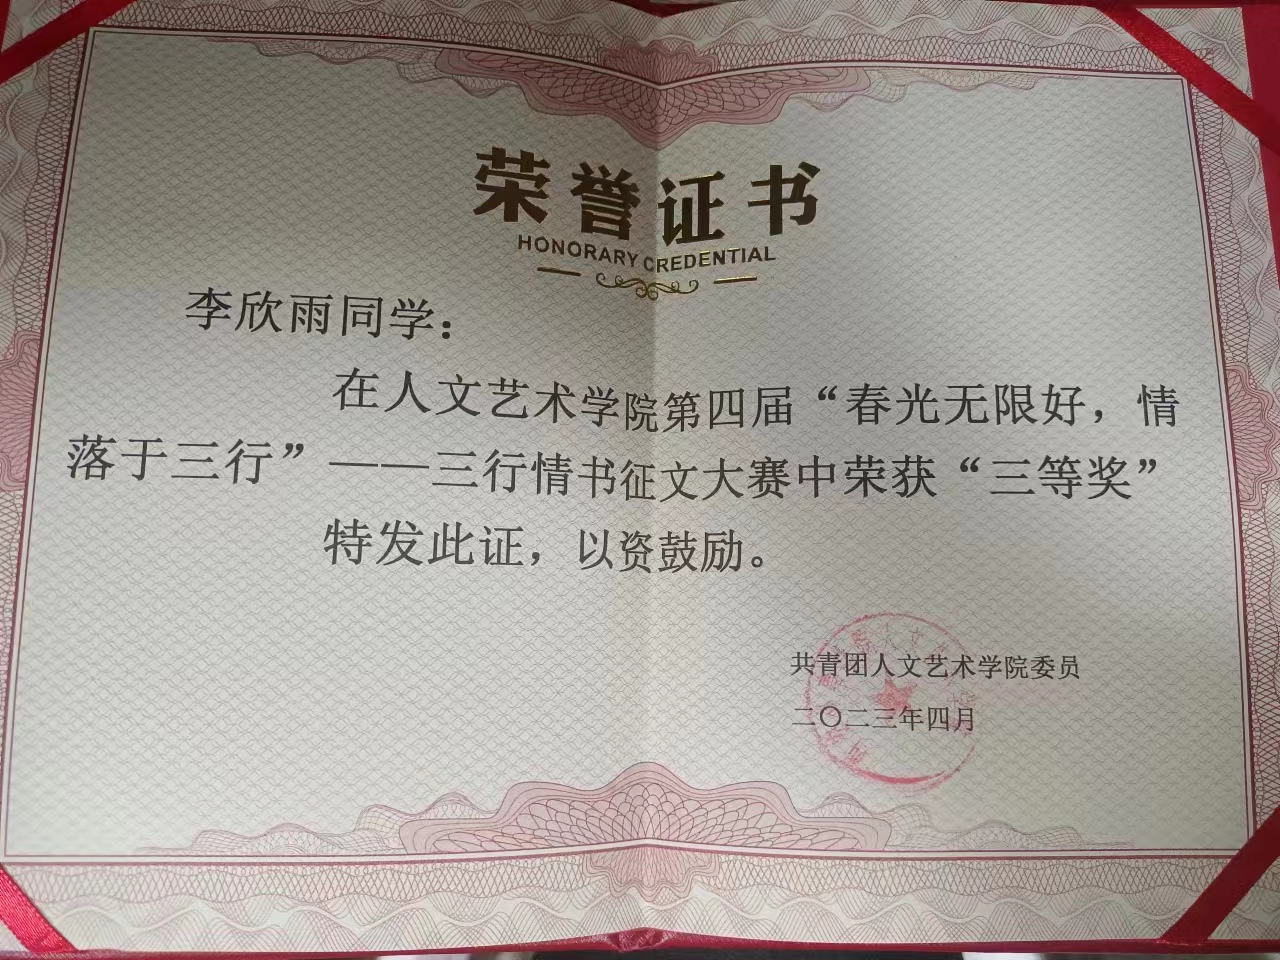 荣誉证书
HONORARY CREDENTIAL
李欣雨同学：
在人文艺术学院第四届“春光无限好，情
落于三行”——三行情书征文大赛中荣获“三等奖”
特发此证，以资鼓励。
共青团人文艺术学院委员
二〇二三年四月